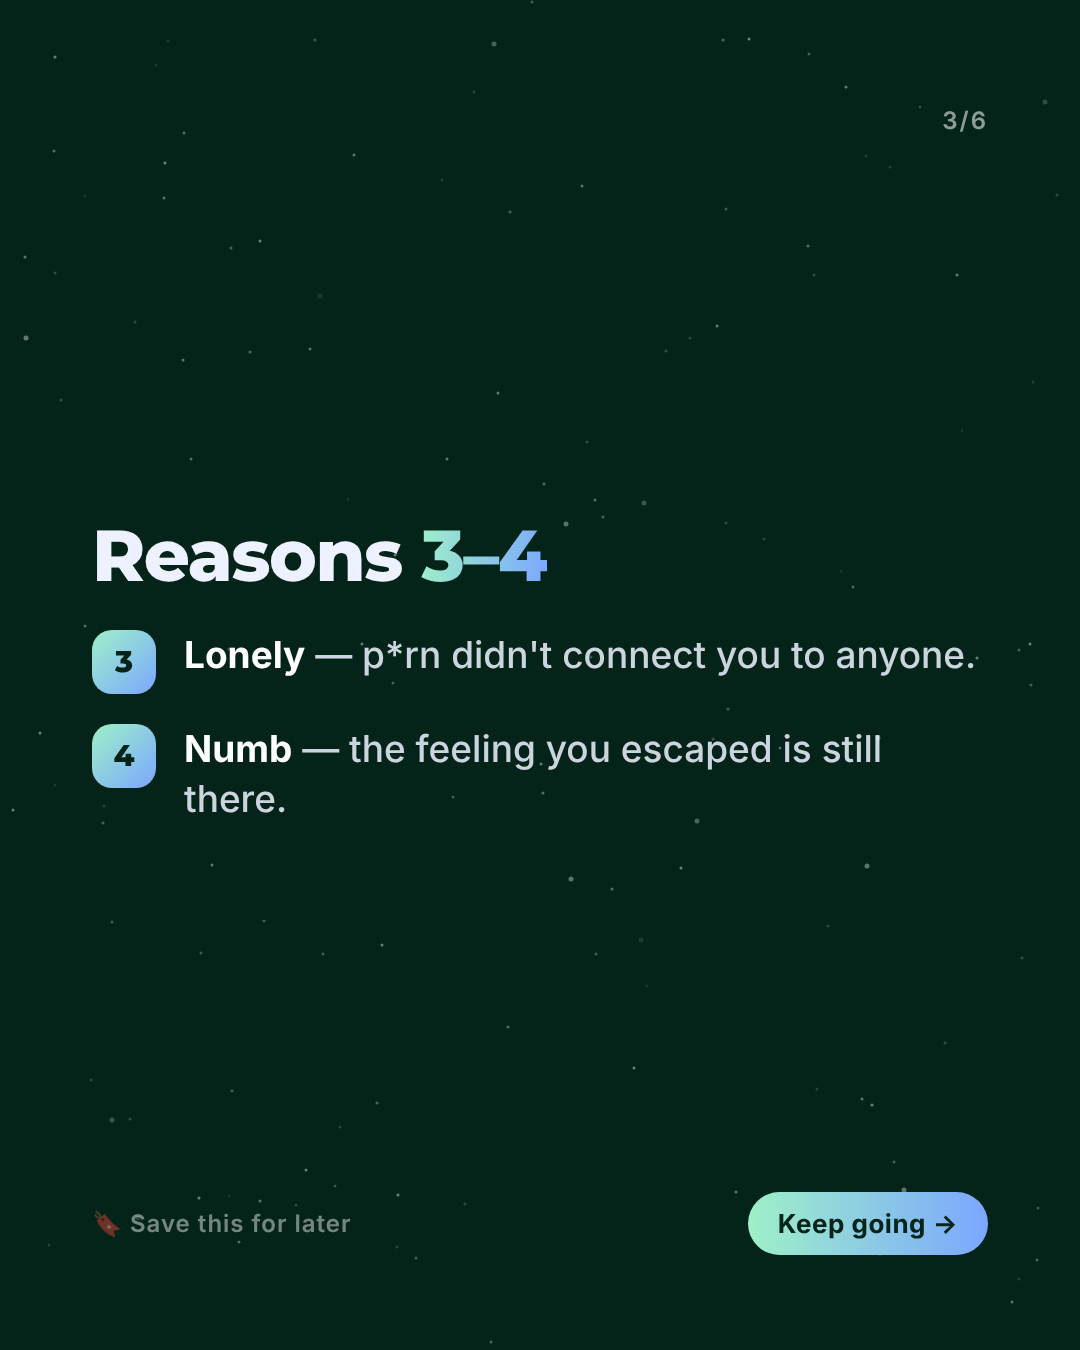 3/6
Reasons 3–4
3 Lonely — p*rn didn't connect you to anyone.
4 Numb — the feeling you escaped is still
there.
🔖 Save this for later
Keep going →